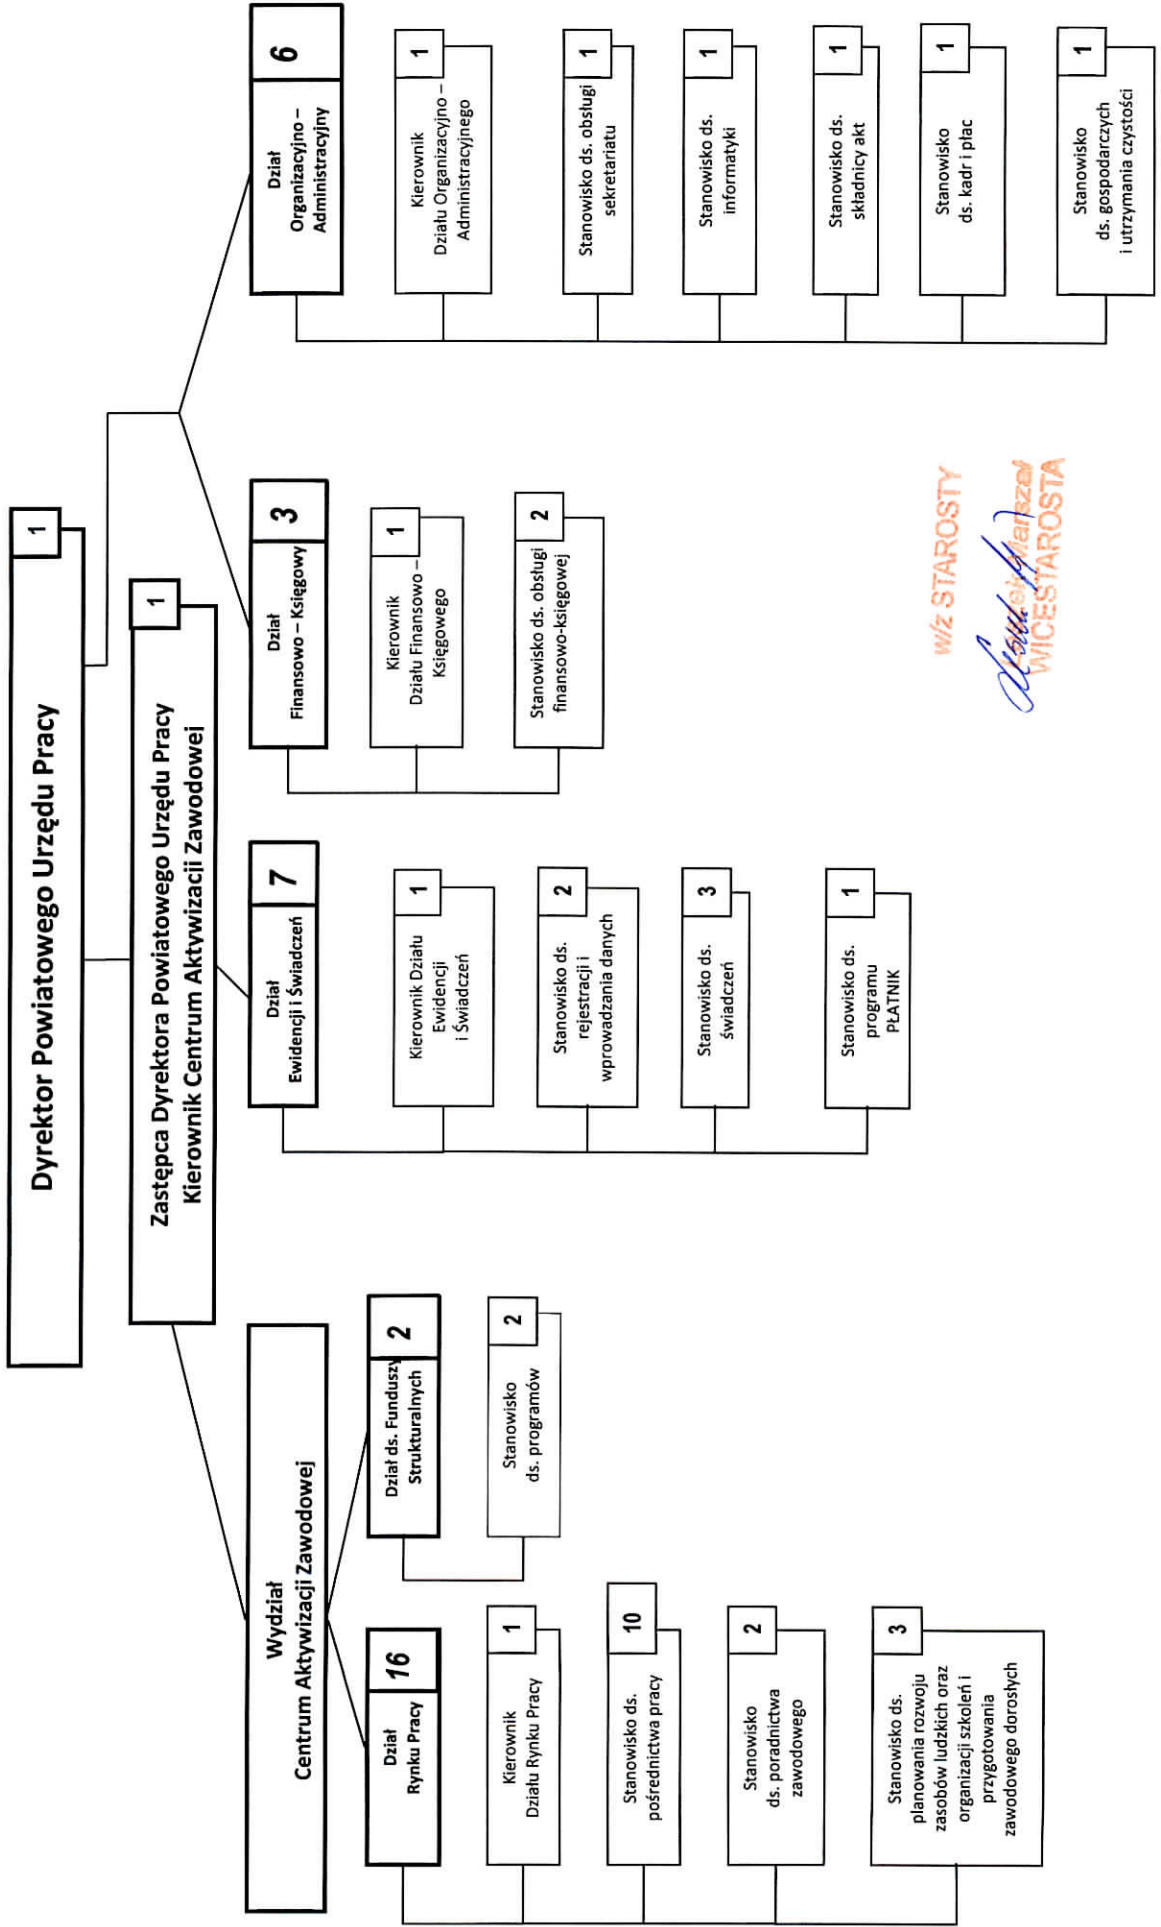 Dyrektor Powiatowego Urzędu Pracy
1
Zastępca Dyrektora Powiatowego Urzędu Pracy
Kierownik Centrum Aktywizacji Zawodowej
1
Wydział
Centrum Aktywizacji Zawodowej
Dział
Rynku Pracy
16
Kierownik
Działu Rynku Pracy
1
Stanowisko ds.
pośrednictwa pracy
10
Stanowisko
ds. poradnictwa
zawodowego
2
Stanowisko ds.
planowania rozwoju
zasobów ludzkich oraz
organizacji szkoleń i
przygotowania
zawodowego dorosłych
3
Dział ds. Funduszy
Strukturalnych
2
Stanowisko
ds. programów
2
Dział
Ewidencji i Świadczeń
7
Kierownik Działu
Ewidencji
i Świadczeń
1
Stanowisko ds.
rejestracji i
wprowadzania danych
2
Stanowisko ds.
świadczeń
3
Stanowisko ds.
programu
PŁATNIK
1
Dział
Finansowo – Księgowy
3
Kierownik
Działu Finansowo –
Księgowego
1
Stanowisko ds. obsługi
finansowo-księgowej
2
Dział
Organizacyjno –
Administracyjny
6
Kierownik
Działu Organizacyjno –
Administracyjnego
1
Stanowisko ds. obsługi
sekretariatu
1
Stanowisko ds.
informatyki
1
Stanowisko ds.
składnicy akt
1
Stanowisko
ds. kadr i płac
1
Stanowisko
ds. gospodarczych
i utrzymania czystości
1
w/z STAROSTY
Marszał
WICESTAROSTA